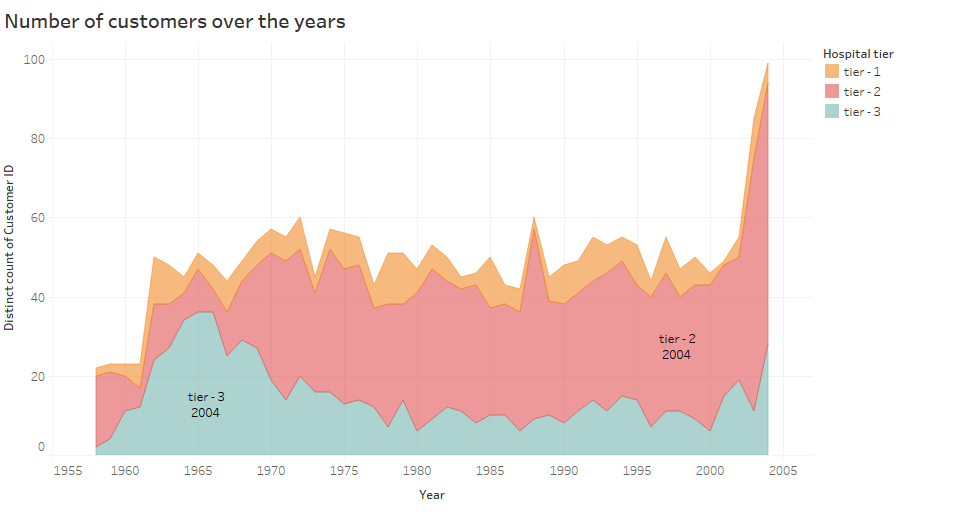 Number of customers over the years
Hospital tier
tier - 1
tier - 2
tier - 3
Distinct count of Customer ID
100
80
60
40
20
0
tier - 2
2004
tier - 3
2004
1955 1960 1965 1970 1975 1980 1985 1990 1995 2000 2005
Year